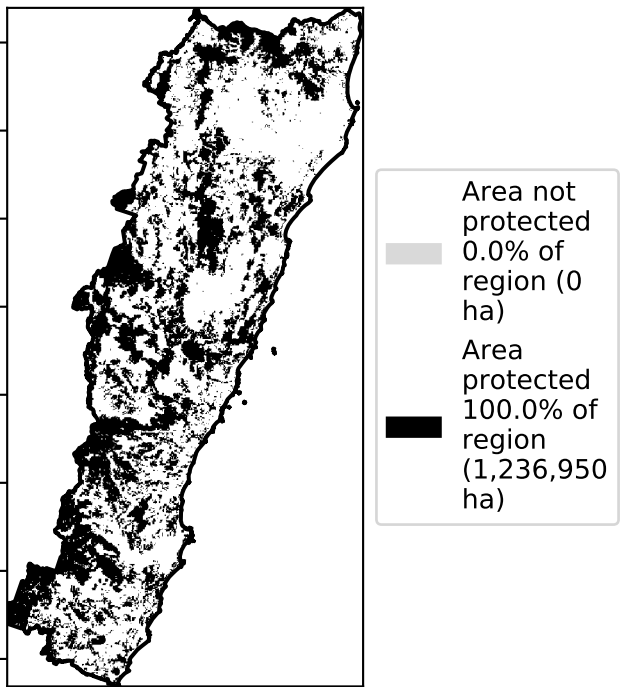 Area not
protected
0.0% of
region (0
ha)
Area
protected
100.0% of
region
(1,236,950
ha)